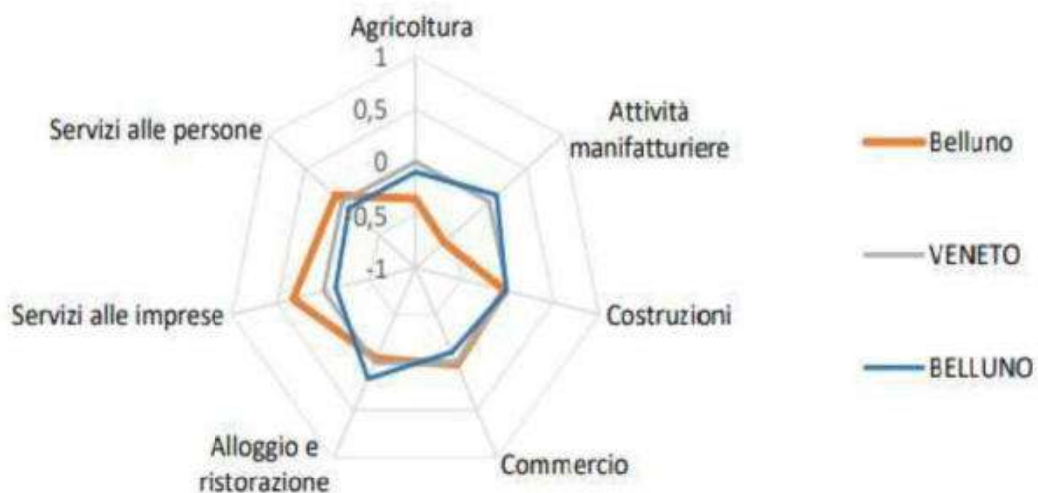 Agricoltura
1
0,5
0
0,5
-1
Attività
manifatturiere
Costruzioni
Commercio
Alloggio e
ristorazione
Servizi alle imprese
Servizi alle persone
Belluno
VENETO
BELLUNO